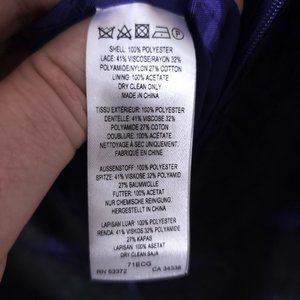 SHELL 100% POLYESTER
LACE: 41% VISCOSE/RAYON 32%
POLYAMIDE/NYLON 27% COTTON
LINING: 100% ACETATE
DRY CLEAN ONLY
MADE IN CHINA
TISSU EXTÉRIEUR: 100% POLYESTER
DENTELLE: 41% VISCOSE 32%
POLYAMIDE 27% COTON
DOUBLURE: 100% ACÉTATE
NETTOYAGE À SEC UNIQUEMENT.
FABRIQUÉ EN CHINE
AUSSENSTOFF: 100% POLYESTER
SPITZE: 41% VISKOSE 32% POLYAMID
27% BAUMWOLLE
FUTTER: 100% ACETAT
NUR CHEMISCHE REINIGUNG.
HERGESTELLT IN CHINA
LAPISAN LUAR: 100% POLYESTER
RENDA: 41% VISKOS 32% POLYAMIDE
27% KAPAS
LAPISAN 100% ASETAT
DRY CLEAN SAJA
71ECG
RN 63372 CA 34338